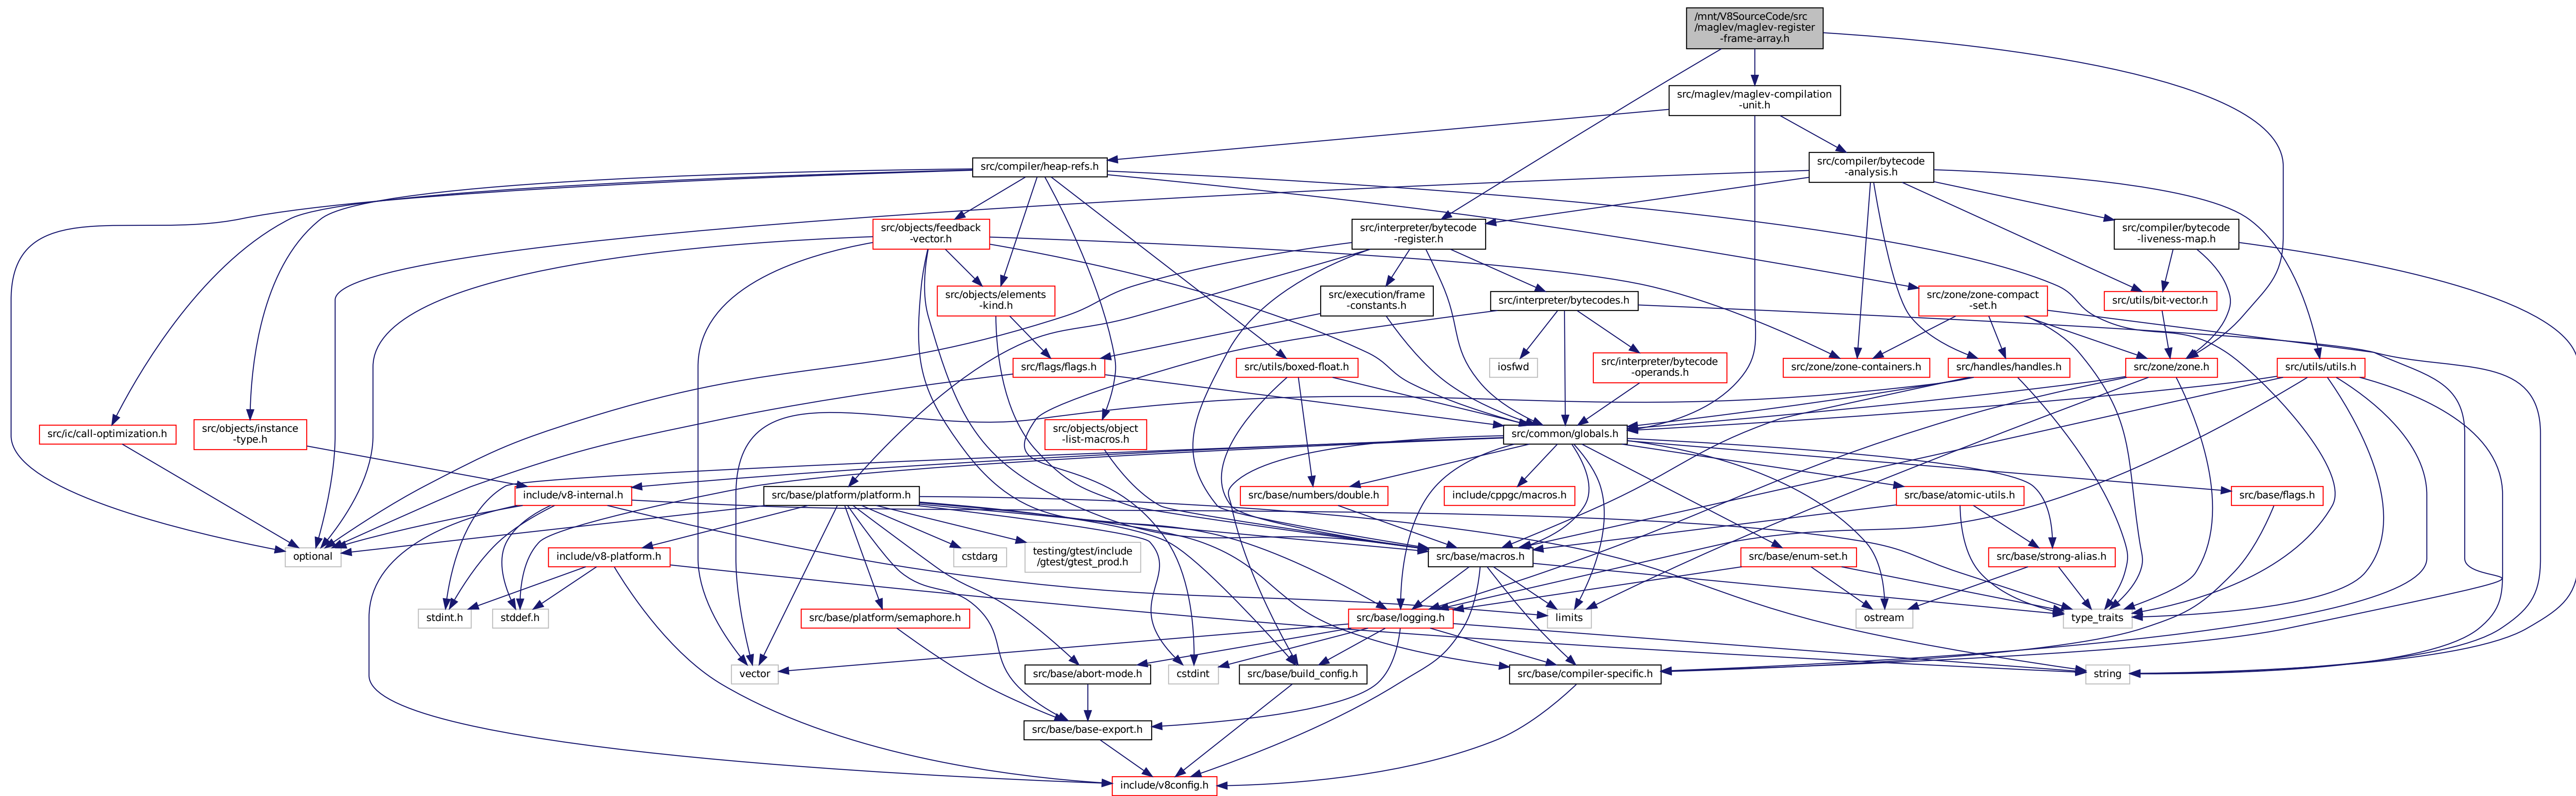 /mnt/V8SourceCode/src
/maglev/maglev-register
-frame-array.h
src/maglev/maglev-compilation
-unit.h
src/compiler/heap-refs.h
src/compiler/bytecode
-analysis.h
src/objects/feedback
-vector.h
src/interpreter/bytecode
-register.h
src/compiler/bytecode
-liveness-map.h
src/objects/elements
-kind.h
src/execution/frame
-constants.h
src/interpreter/bytecodes.h
src/zone/zone-compact
-set.h
src/utils/bit-vector.h
src/flags/flags.h
src/utils/boxed-float.h
iosfwd
src/interpreter/bytecode
-operands.h
src/zone/zone-containers.h
src/handles/handles.h
src/zone/zone.h
src/utils/utils.h
src/ic/call-optimization.h
src/objects/instance
-type.h
src/objects/object
-list-macros.h
src/common/globals.h
include/v8-internal.h
src/base/platform/platform.h
src/base/numbers/double.h
include/cppgc/macros.h
src/base/atomic-utils.h
src/base/flags.h
optional
include/v8-platform.h
cstdarg
testing/gtest/include
/gtest/gtest_prod.h
src/base/macros.h
src/base/enum-set.h
src/base/strong-alias.h
stdint.h
stddef.h
src/base/platform/semaphore.h
src/base/logging.h
limits
ostream
type_traits
vector
src/base/abort-mode.h
cstdint
src/base/build_config.h
src/base/compiler-specific.h
string
src/base/base-export.h
include/v8config.h